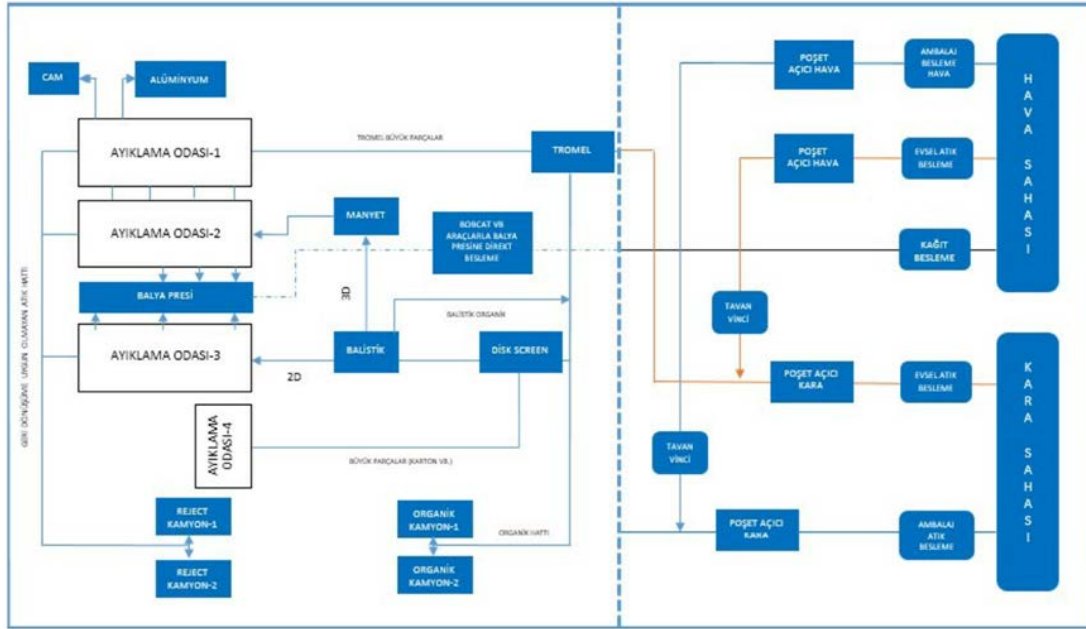 CAM
ALÜMİNYUM
AYIKLAMA ODASI-1
TROMEL BÜYÜK PARÇALAR
TROMEL
AYIKLAMA ODASI-2
MANYET
BOBCAT VB
ARAÇLARLA BALYA
PRESİNE DİREKT
BESLEME
BALYA PRESİ
3D
BALİSTİK ORGANİK
AYIKLAMA ODASI-3
BALİSTİK
DİSK SCREEN
2D
GERİ DÖNÜŞÜME UYGUN OLMAYAN ATIK HATTI
AYIKLAMA
ODASI-4
BÜYÜK PARÇALAR (KARTON VB.)
REJECT
KAMYON-1
REJECT
KAMYON-2
ORGANİK
KAMYON-1
ORGANİK HATTI
ORGANİK
KAMYON-2
POŞET
AÇICI HAVA
AMBALAJ
BESLEME
HAVA
POŞET
AÇICI HAVA
EVSEL ATIK
BESLEME
KAĞIT
BESLEME
HAVA SAHASI
TAVAN
VİNCİ
POŞET AÇICI
KARA
EVSEL ATIK
BESLEME
TAVAN
VİNCİ
POŞET AÇICI
KARA
AMBALAJ
ATIK
BESLEME
KARA SAHASI